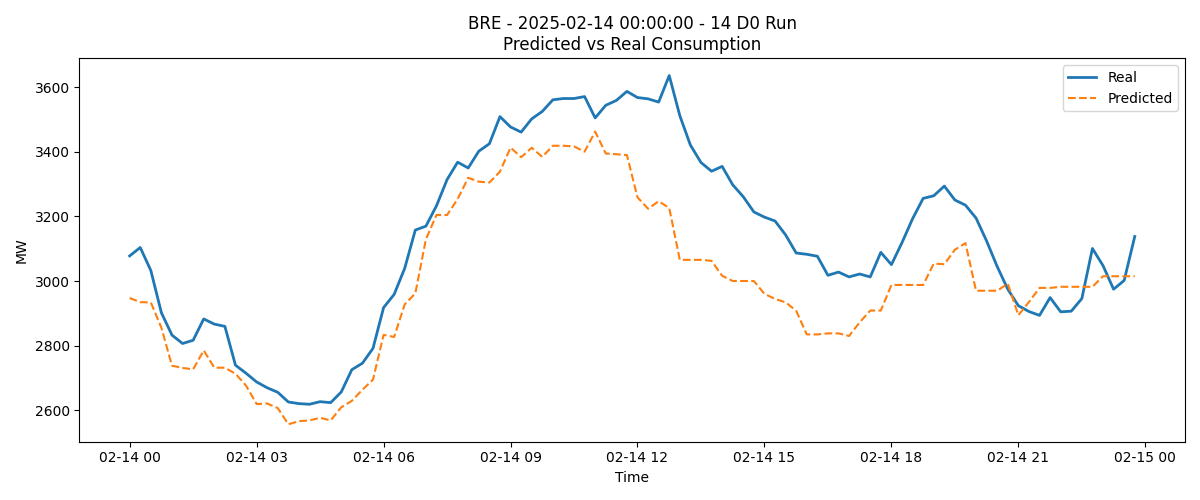 BRE - 2025-02-14 00:00:00 - 14 D0 Run
Predicted vs Real Consumption
Real
Predicted
MW
3600
3400
3200
3000
2800
2600
02-14 00
02-14 03
02-14 06
02-14 09
02-14 12
02-14 15
02-14 18
02-14 21
02-15 00
Time